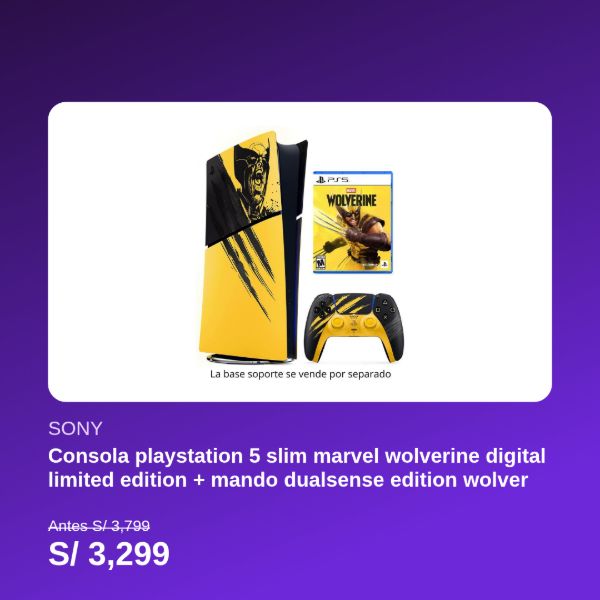 PS5
MARVEL
WOLVERINE
La base soporte se vende por separado
SONY
Consola playstation 5 slim marvel wolverine digital
limited edition + mando dualsense edition wolver
Antes S/ 3,799
S/ 3,299